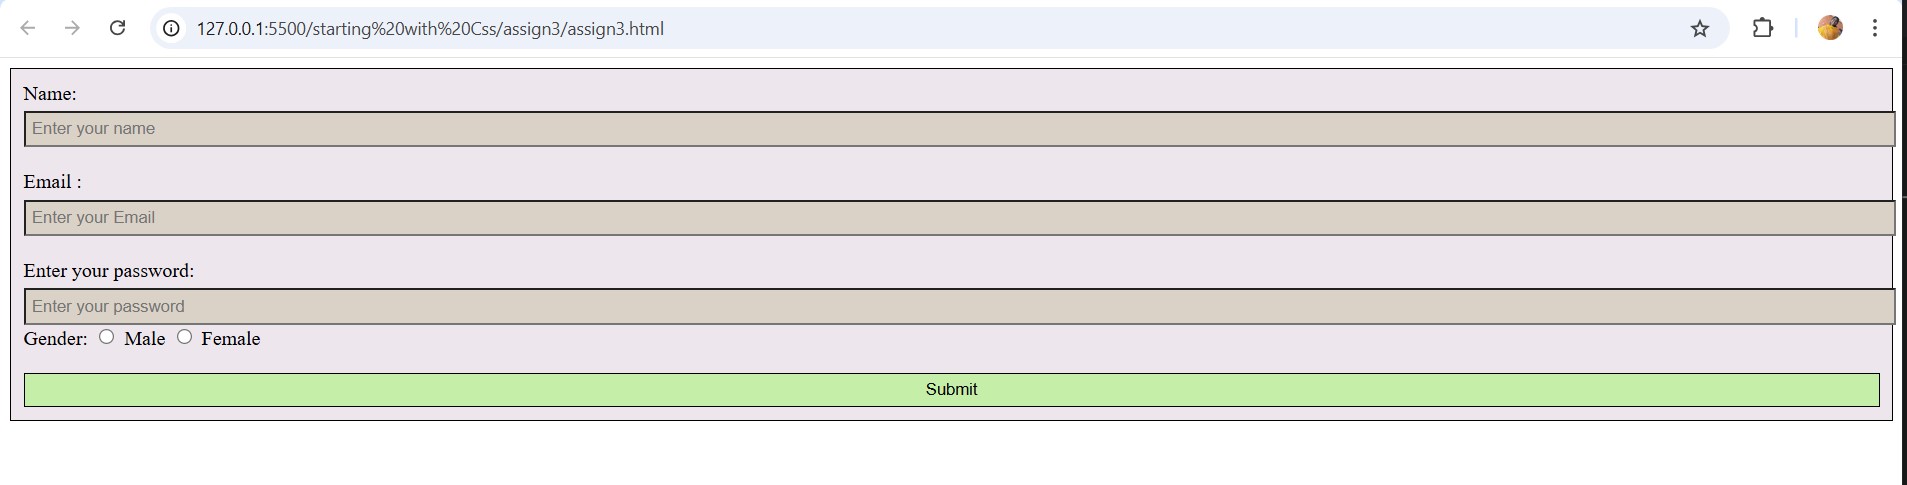 127.0.0.1:5500/starting%20with%20Css/assign3/assign3.html
Name:
Enter your name
Email :
Enter your Email
Enter your password:
Enter your password
Gender: Male Female
Submit